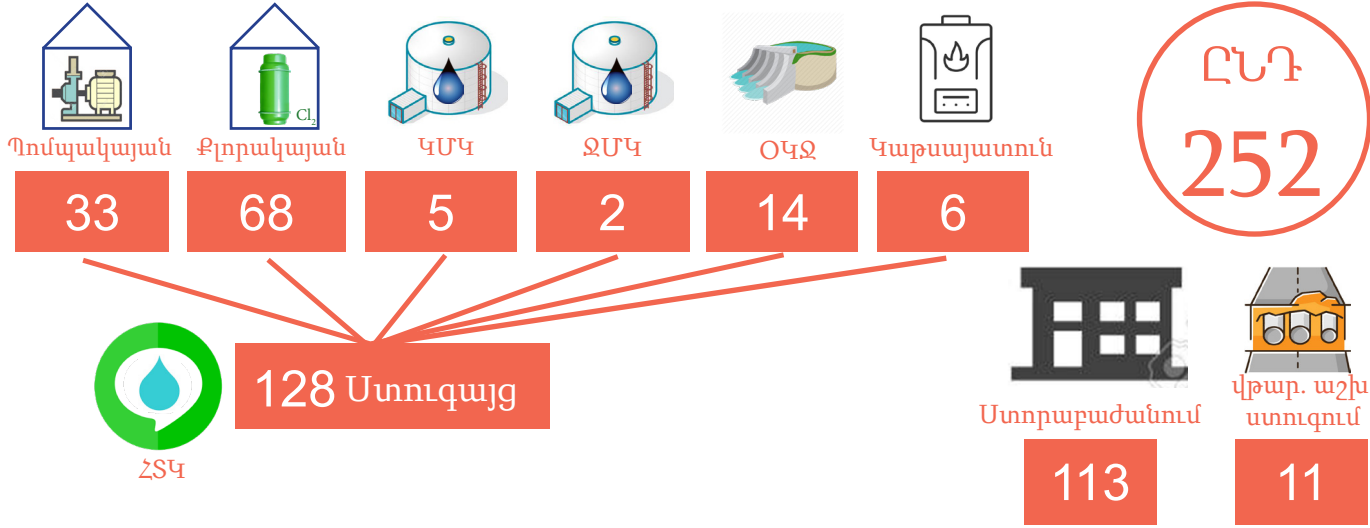 Պոմպակայան
Քլորակայան
ԿՄԿ
ՋՄԿ
ՕԿՋ
Կաթսայատուն
Cl₂
33
68
5
2
14
6
ԸՆԴ
252
ՀՏԿ
128 Ստուգայց
Ստորաբաժանում
113
վթար. աշխ
ստուգում
11